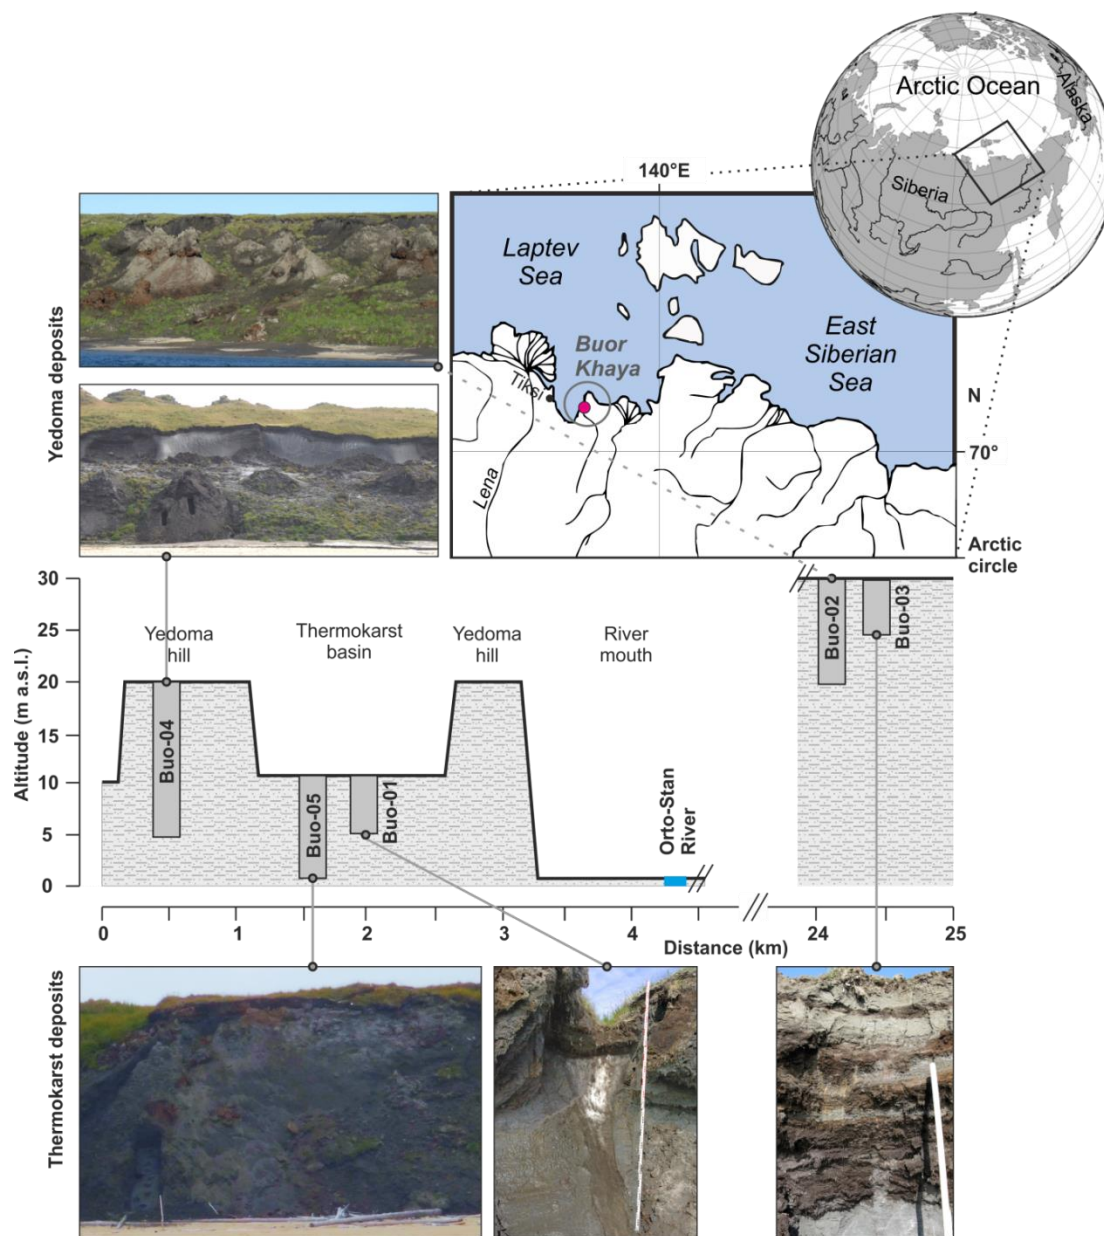 Arctic Ocean
Alaska
Siberia
140°E
Laptev
Sea
Buor
Khaya
Tiksi
East
Siberian
Sea
N
70°
Lena
Arctic
circle
Yedoma deposits
Altitude (m a.s.l.)
30
25
20
15
10
5
0
Yedoma
hill
Thermokarst
basin
Yedoma
hill
River
mouth
Buo-04
Buo-05
Buo-01
Orto-Stan
River
Buo-02
Buo-03
0
1
2
3
4
24
25
Distance (km)
Thermokarst deposits